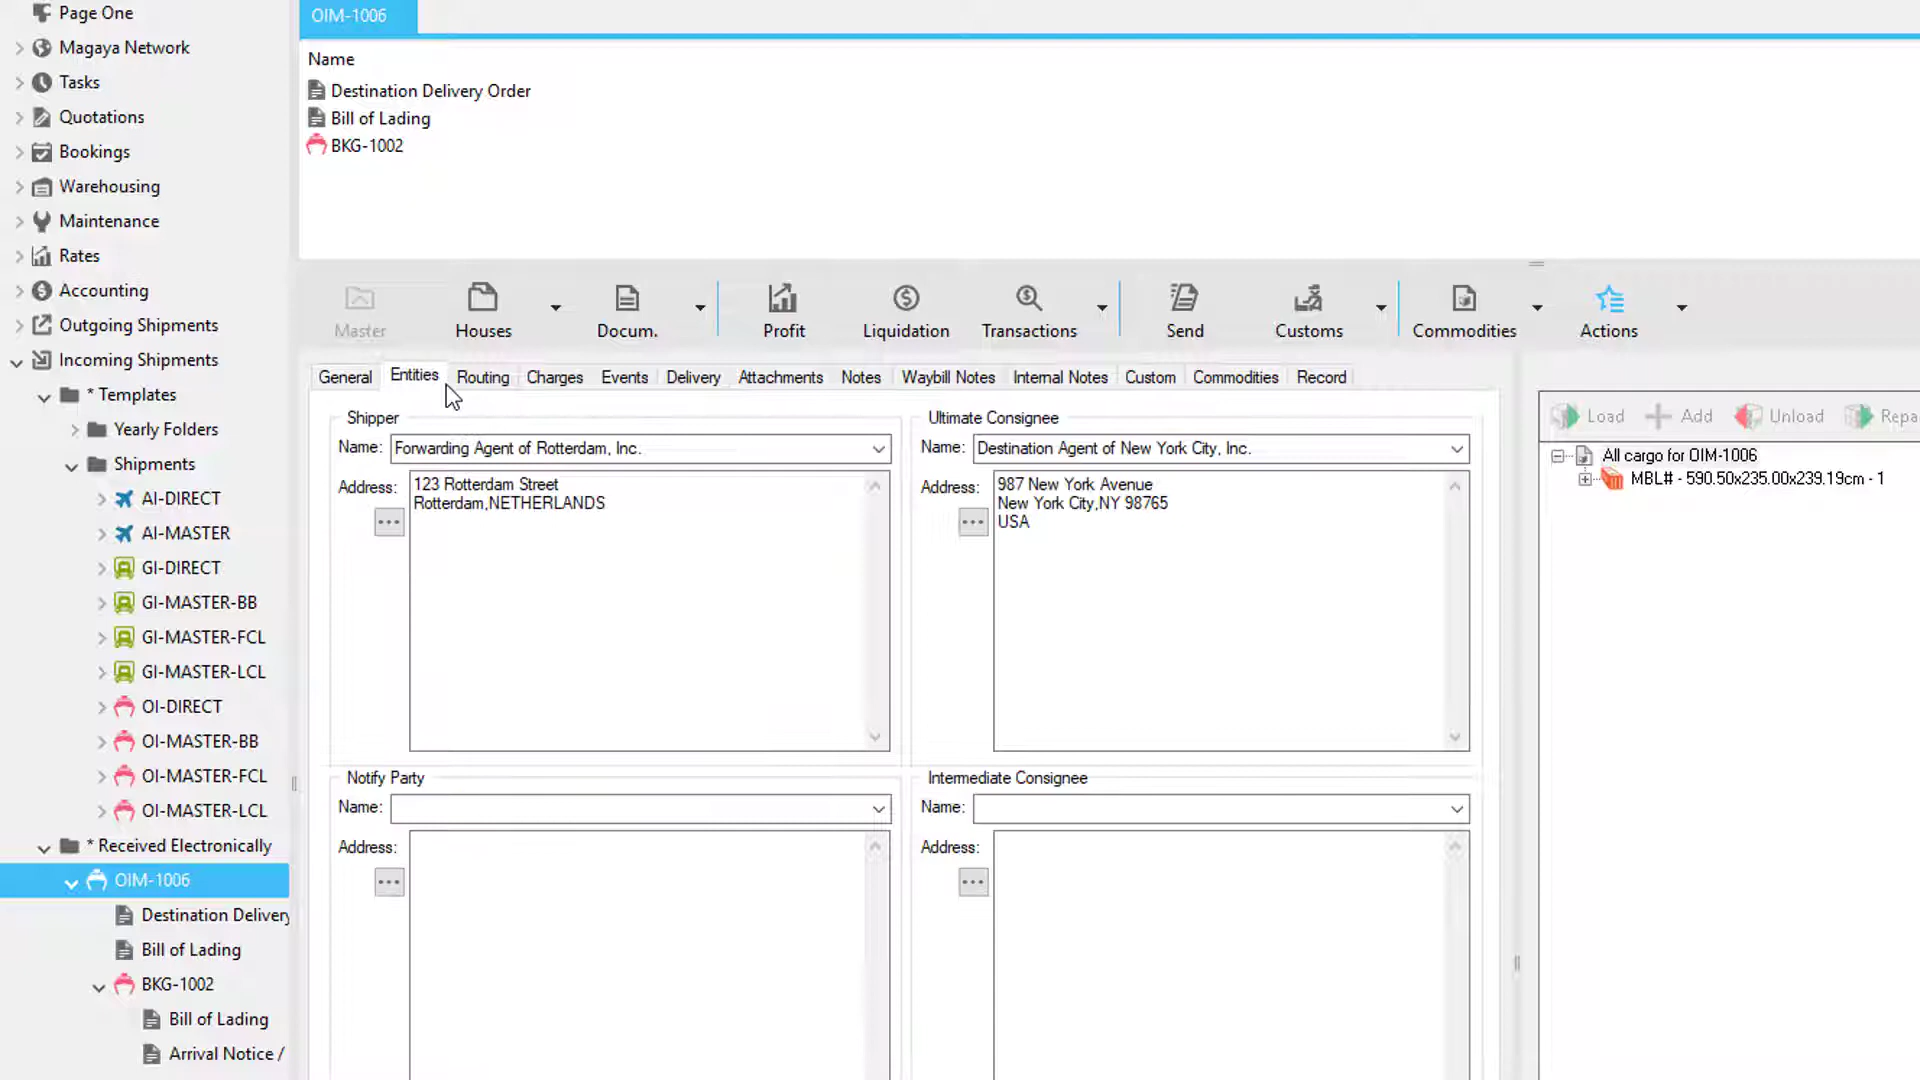 Page One
Magaya Network
Tasks
Quotations
Bookings
Warehousing
Maintenance
Rates
Accounting
Outgoing Shipments
Incoming Shipments
* Templates
Yearly Folders
Shipments
AI-DIRECT
AI-MASTER
GI-DIRECT
GI-MASTER-BB
GI-MASTER-FCL
GI-MASTER-LCL
OI-DIRECT
OI-MASTER-BB
OI-MASTER-FCL
OI-MASTER-LCL
* Received Electronically
OIM-1006
Destination Delivery
Bill of Lading
BKG-1002
Bill of Lading
Arrival Notice /
OIM-1006
Name
Destination Delivery Order
Bill of Lading
BKG-1002
Master Houses Docum. Profit Liquidation Transactions Send Customs Commodities Actions
General Entities Routing Charges Events Delivery Attachments Notes Waybill Notes Internal Notes Custom Commodities Record
Shipper
Name: Forwarding Agent of Rotterdam, Inc.
Address: 123 Rotterdam Street
Rotterdam,NETHERLANDS
Ultimate Consignee
Name: Destination Agent of New York City, Inc.
Address: 987 New York Avenue
New York City,NY 98765
USA
Notify Party
Name:
Address:
Intermediate Consignee
Name:
Address:
Load Add Unload Repa
All cargo for OIM-1006
MBL# - 590.50x235.00x239.19cm - 1